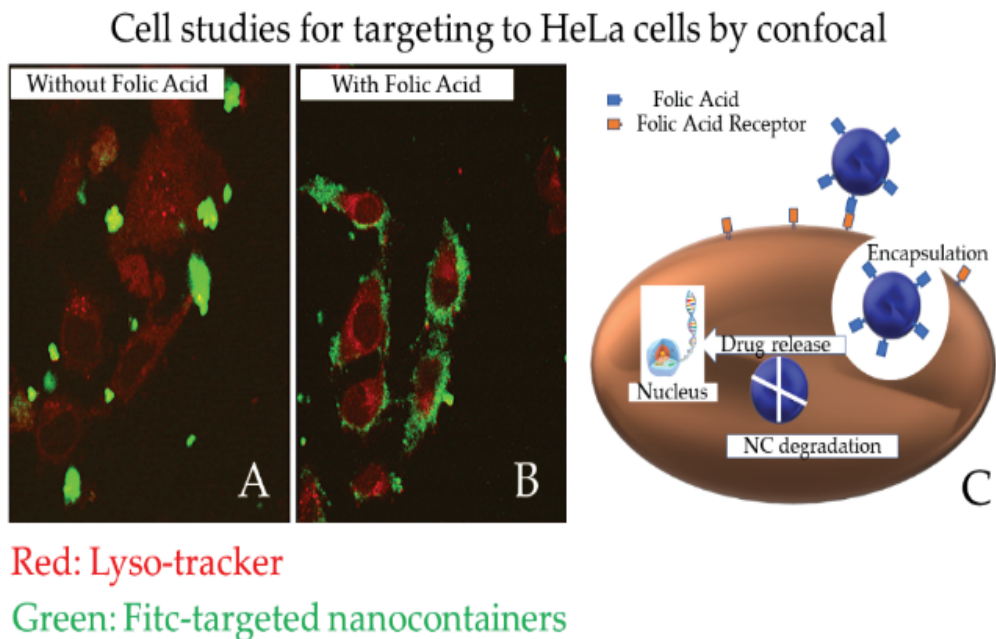 Cell studies for targeting to HeLa cells by confocal
Without Folic Acid
With Folic Acid
A
B
Folic Acid
Folic Acid Receptor
Encapsulation
Drug release
Nucleus
NC degradation
C
Red: Lyso-tracker
Green: Fitc-targeted nanocontainers